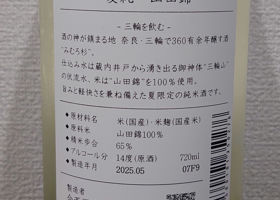 山田錦
－ 三輪を飲む －
酒の神が鎮まる地 奈良・三輪で360有余年醸す酒
“みむろ杉”
仕込み水は蔵内井戸から湧き出る御神体“三輪山”
の伏流水、米は“山田錦”を100%使用。
旨みと軽快さを兼ね備えた夏限定の純米酒です。
●原材料名 米(国産)・米麹(国産米)
●原料米 山田錦100%
●精米歩合 65%
●アルコール分 14度(原酒) 720ml
●製造年月 2025.05 07F9
製造者